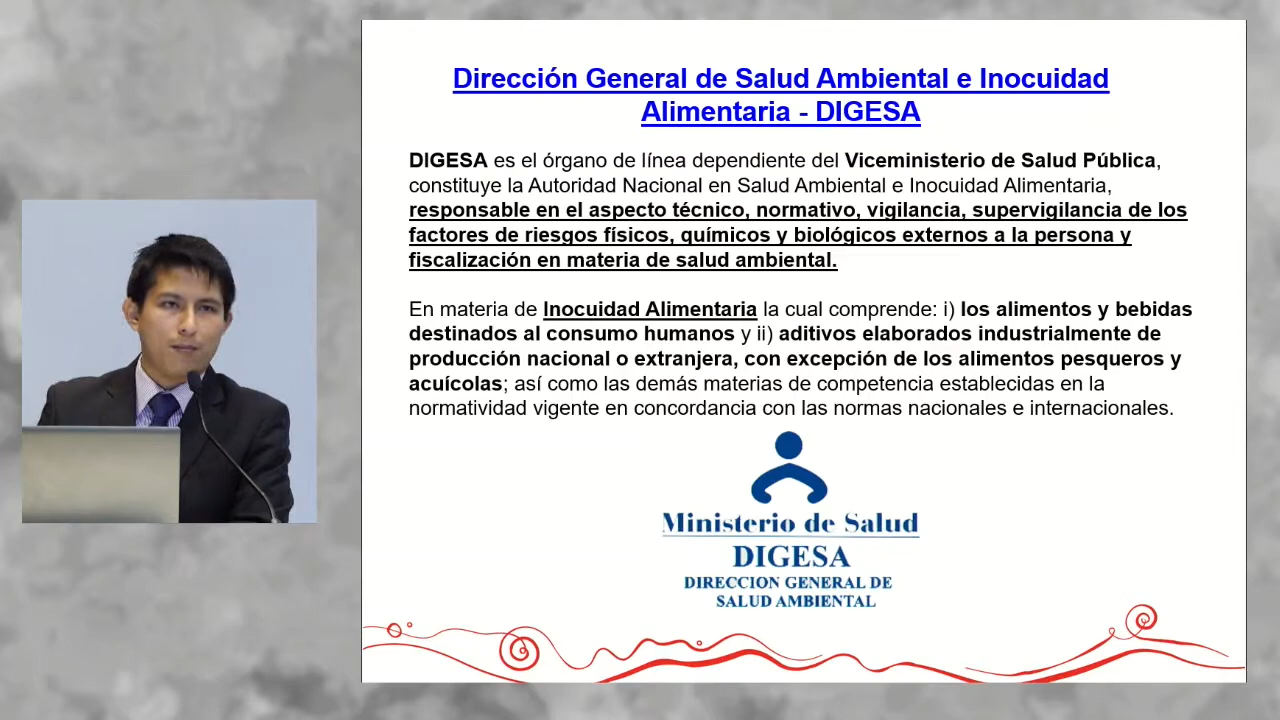 Dirección General de Salud Ambiental e Inocuidad
Alimentaria - DIGESA
DIGESA es el órgano de línea dependiente del Viceministerio de Salud Pública,
constituye la Autoridad Nacional en Salud Ambiental e Inocuidad Alimentaria,
responsable en el aspecto técnico, normativo, vigilancia, supervigilancia de los
factores de riesgos físicos, químicos y biológicos externos a la persona y
fiscalización en materia de salud ambiental.
En materia de Inocuidad Alimentaria la cual comprende: i) los alimentos y bebidas
destinados al consumo humanos y ii) aditivos elaborados industrialmente de
producción nacional o extranjera, con excepción de los alimentos pesqueros y
acuícolas; así como las demás materias de competencia establecidas en la
normatividad vigente en concordancia con las normas nacionales e internacionales.
Ministerio de Salud
DIGESA
DIRECCION GENERAL DE
SALUD AMBIENTAL